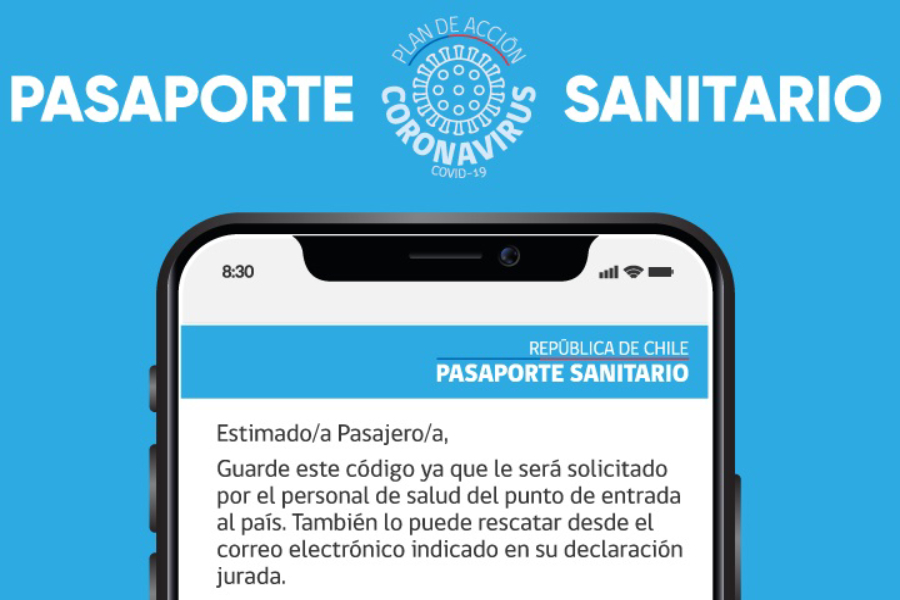 PLAN DE ACCIÓN
PASAPORTE CORONAVIRUS SANITARIO
COVID-19
8:30
REPÚBLICA DE CHILE
PASAPORTE SANITARIO
Estimado/a Pasajero/a,
Guarde este código ya que le será solicitado
por el personal de salud del punto de entrada
al país. También lo puede rescatar desde el
correo electrónico indicado en su declaración
jurada.